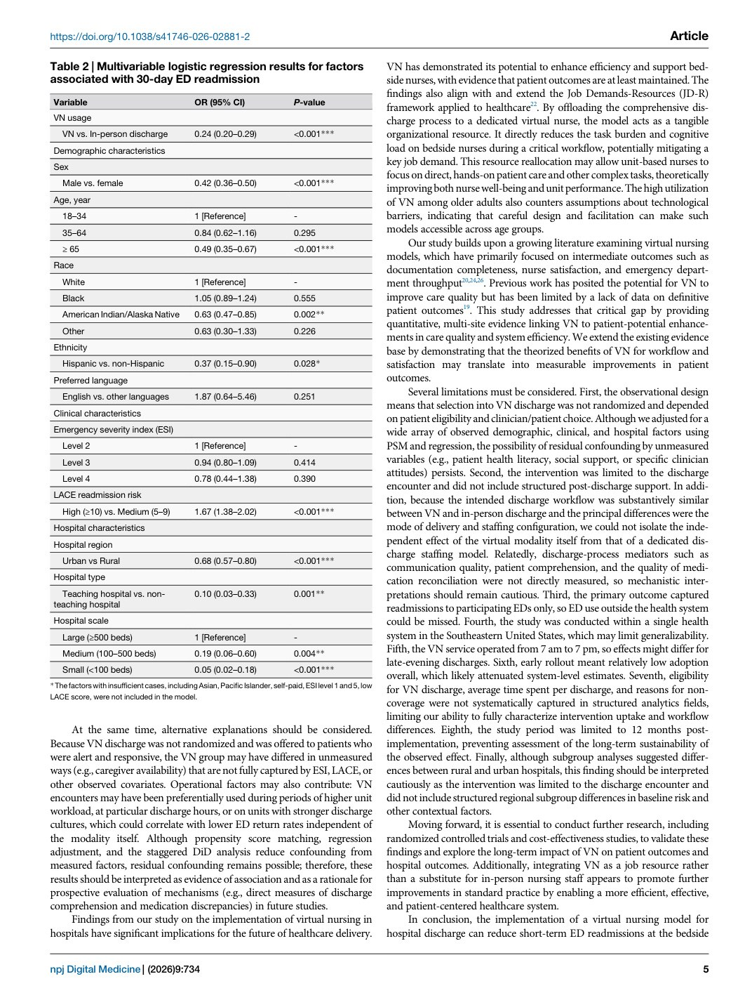 https://doi.org/10.1038/s41746-026-02881-2
Article
Table 2 | Multivariable logistic regression results for factors
associated with 30-day ED readmission
Variable OR (95% CI) P-value
VN usage
VN vs. In-person discharge 0.24 (0.20–0.29) <0.001***
Demographic characteristics
Sex
Male vs. female 0.42 (0.36–0.50) <0.001***
Age, year
18–34 1 [Reference] -
35–64 0.84 (0.62–1.16) 0.295
≥ 65 0.49 (0.35–0.67) <0.001***
Race
White 1 [Reference] -
Black 1.05 (0.89–1.24) 0.555
American Indian/Alaska Native 0.63 (0.47–0.85) 0.002**
Other 0.63 (0.30–1.33) 0.226
Ethnicity
Hispanic vs. non-Hispanic 0.37 (0.15–0.90) 0.028*
Preferred language
English vs. other languages 1.87 (0.64–5.46) 0.251
Clinical characteristics
Emergency severity index (ESI)
Level 2 1 [Reference] -
Level 3 0.94 (0.80–1.09) 0.414
Level 4 0.78 (0.44–1.38) 0.390
LACE readmission risk
High (≥10) vs. Medium (5–9) 1.67 (1.38–2.02) <0.001***
Hospital characteristics
Hospital region
Urban vs Rural 0.68 (0.57–0.80) <0.001***
Hospital type
Teaching hospital vs. non- 0.10 (0.03–0.33) 0.001**
teaching hospital
Hospital scale
Large (≥500 beds) 1 [Reference] -
Medium (100–500 beds) 0.19 (0.06–0.60) 0.004**
Small (<100 beds) 0.05 (0.02–0.18) <0.001***
*The factors with insufficient cases, including Asian, Pacific Islander, self-paid, ESI level 1 and 5, low
LACE score, were not included in the model.
At the same time, alternative explanations should be considered.
Because VN discharge was not randomized and was offered to patients who
were alert and responsive, the VN group may have differed in unmeasured
ways (e.g., caregiver availability) that are not fully captured by ESI, LACE, or
other observed covariates. Operational factors may also contribute: VN
encounters may have been preferentially used during periods of higher unit
workload, at particular discharge hours, or on units with stronger discharge
cultures, which could correlate with lower ED return rates independent of
the modality itself. Although propensity score matching, regression
adjustment, and the staggered DiD analysis reduce confounding from
measured factors, residual confounding remains possible; therefore, these
results should be interpreted as evidence of association and as a rationale for
prospective evaluation of mechanisms (e.g., direct measures of discharge
comprehension and medication discrepancies) in future studies.
Findings from our study on the implementation of virtual nursing in
hospitals have significant implications for the future of healthcare delivery.
VN has demonstrated its potential to enhance efficiency and support bed-
side nurses, with evidence that patient outcomes are at least maintained. The
findings also align with and extend the Job Demands-Resources (JD-R)
framework applied to healthcare22. By offloading the comprehensive dis-
charge process to a dedicated virtual nurse, the model acts as a tangible
organizational resource. It directly reduces the task burden and cognitive
load on bedside nurses during a critical workflow, potentially mitigating a
key job demand. This resource reallocation may allow unit-based nurses to
focus on direct, hands-on patient care and other complex tasks, theoretically
improving both nurse well-being and unit performance. The high utilization
of VN among older adults also counters assumptions about technological
barriers, indicating that careful design and facilitation can make such
models accessible across age groups.
Our study builds upon a growing literature examining virtual nursing
models, which have primarily focused on intermediate outcomes such as
documentation completeness, nurse satisfaction, and emergency depart-
ment throughput20,24,26. Previous work has posited the potential for VN to
improve care quality but has been limited by a lack of data on definitive
patient outcomes19. This study addresses that critical gap by providing
quantitative, multi-site evidence linking VN to patient-potential enhance-
ments in care quality and system efficiency. We extend the existing evidence
base by demonstrating that the theorized benefits of VN for workflow and
satisfaction may translate into measurable improvements in patient
outcomes.
Several limitations must be considered. First, the observational design
means that selection into VN discharge was not randomized and depended
on patient eligibility and clinician/patient choice. Although we adjusted for a
wide array of observed demographic, clinical, and hospital factors using
PSM and regression, the possibility of residual confounding by unmeasured
variables (e.g., patient health literacy, social support, or specific clinician
attitudes) persists. Second, the intervention was limited to the discharge
encounter and did not include structured post-discharge support. In addi-
tion, because the intended discharge workflow was substantively similar
between VN and in-person discharge and the principal differences were the
mode of delivery and staffing configuration, we could not isolate the inde-
pendent effect of the virtual modality itself from that of a dedicated dis-
charge staffing model. Relatedly, discharge-process mediators such as
communication quality, patient comprehension, and the quality of medi-
cation reconciliation were not directly measured, so mechanistic inter-
pretations should remain cautious. Third, the primary outcome captured
readmissions to participating EDs only, so ED use outside the health system
could be missed. Fourth, the study was conducted within a single health
system in the Southeastern United States, which may limit generalizability.
Fifth, the VN service operated from 7 am to 7 pm, so effects might differ for
late-evening discharges. Sixth, early rollout meant relatively low adoption
overall, which likely attenuated system-level estimates. Seventh, eligibility
for VN discharge, average time spent per discharge, and reasons for non-
coverage were not systematically captured in structured analytics fields,
limiting our ability to fully characterize intervention uptake and workflow
differences. Eighth, the study period was limited to 12 months post-
implementation, preventing assessment of the long-term sustainability of
the observed effect. Finally, although subgroup analyses suggested differ-
ences between rural and urban hospitals, this finding should be interpreted
cautiously as the intervention was limited to the discharge encounter and
did not include structured regional subgroup differences in baseline risk and
other contextual factors.
Moving forward, it is essential to conduct further research, including
randomized controlled trials and cost-effectiveness studies, to validate these
findings and explore the long-term impact of VN on patient outcomes and
hospital outcomes. Additionally, integrating VN as a job resource rather
than a substitute for in-person nursing staff appears to promote further
improvements in standard practice by enabling a more efficient, effective,
and patient-centered healthcare system.
In conclusion, the implementation of a virtual nursing model for
hospital discharge can reduce short-term ED readmissions at the bedside
npj Digital Medicine | (2026)9:734
5